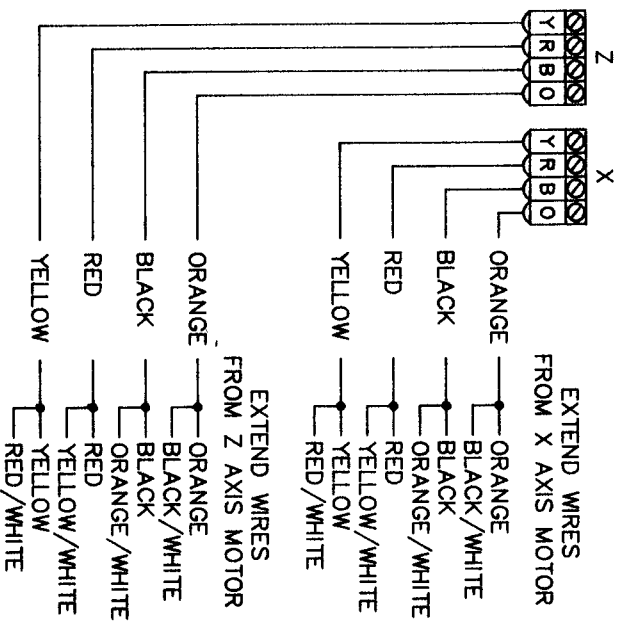 Z
Y
R
B
O
X
Y
R
B
O
EXTEND WIRES
FROM X AXIS MOTOR
ORANGE
ORANGE
BLACK/WHITE
BLACK
BLACK
ORANGE/WHITE
RED
RED
YELLOW/WHITE
YELLOW
YELLOW
RED/WHITE
EXTEND WIRES
FROM Z AXIS MOTOR
ORANGE
ORANGE
BLACK/WHITE
BLACK
BLACK
ORANGE/WHITE
RED
RED
YELLOW/WHITE
YELLOW
YELLOW
RED/WHITE